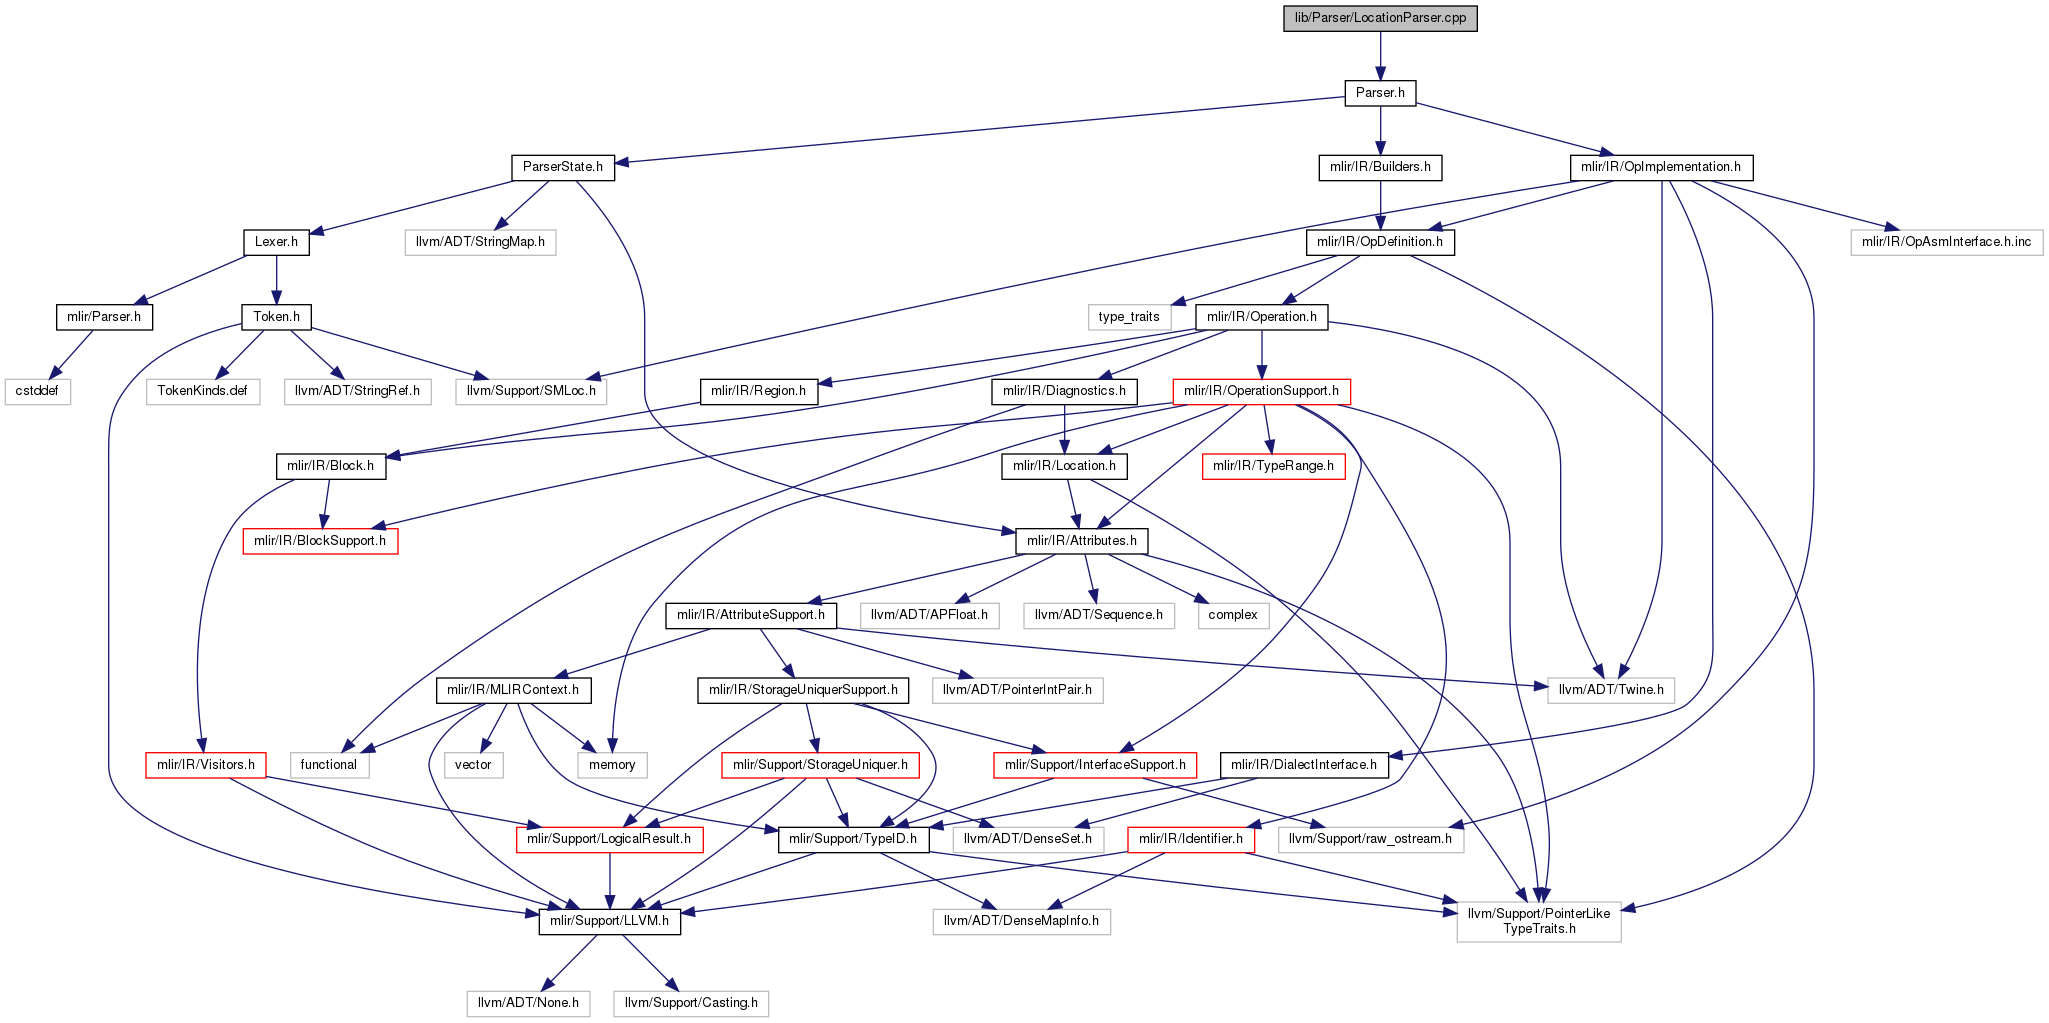 lib/Parser/LocationParser.cpp
Parser.h
ParserState.h
mlir/IR/Builders.h
mlir/IR/OpImplementation.h
Lexer.h
llvm/ADT/StringMap.h
mlir/IR/OpDefinition.h
mlir/IR/OpAsmInterface.h.inc
mlir/Parser.h
Token.h
type_traits
mlir/IR/Operation.h
cstddef
TokenKinds.def
llvm/ADT/StringRef.h
llvm/Support/SMLoc.h
mlir/IR/Region.h
mlir/IR/Diagnostics.h
mlir/IR/OperationSupport.h
mlir/IR/Block.h
mlir/IR/Location.h
mlir/IR/TypeRange.h
mlir/IR/BlockSupport.h
mlir/IR/Attributes.h
mlir/IR/AttributeSupport.h
llvm/ADT/APFloat.h
llvm/ADT/Sequence.h
complex
mlir/IR/MLIRContext.h
mlir/IR/StorageUniquerSupport.h
llvm/ADT/PointerIntPair.h
llvm/ADT/Twine.h
mlir/IR/Visitors.h
functional
vector
memory
mlir/Support/StorageUniquer.h
mlir/Support/InterfaceSupport.h
mlir/IR/DialectInterface.h
mlir/Support/LogicalResult.h
mlir/Support/TypeID.h
llvm/ADT/DenseSet.h
mlir/IR/Identifier.h
llvm/Support/raw_ostream.h
mlir/Support/LLVM.h
llvm/ADT/DenseMapInfo.h
llvm/Support/PointerLike
TypeTraits.h
llvm/ADT/None.h
llvm/Support/Casting.h